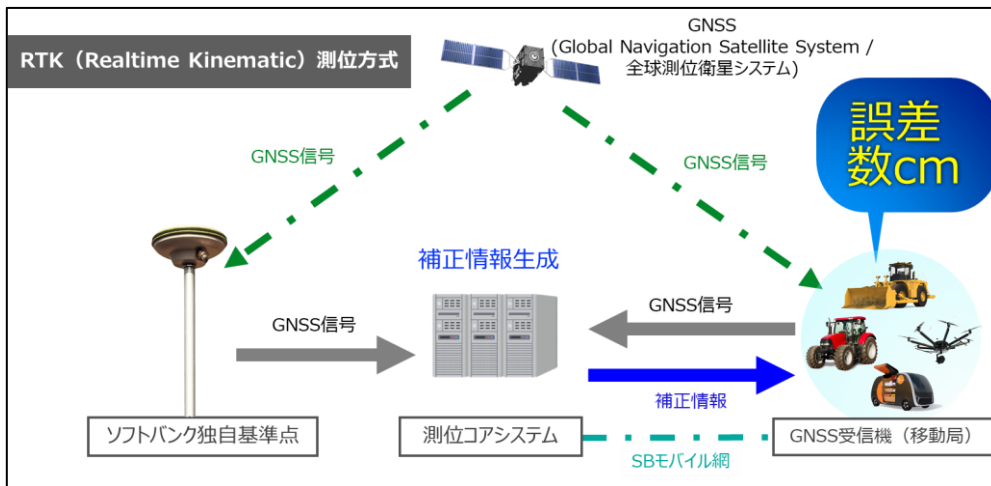 GNSS
(Global Navigation Satellite System /
全球測位衛星システム)
RTK（Realtime Kinematic）測位方式
誤差
数cm
GNSS信号
GNSS信号
補正情報生成
GNSS信号
GNSS信号
補正情報
ソフトバンク独自基準点
測位コアシステム
GNSS受信機（移動局）
SBモバイル網